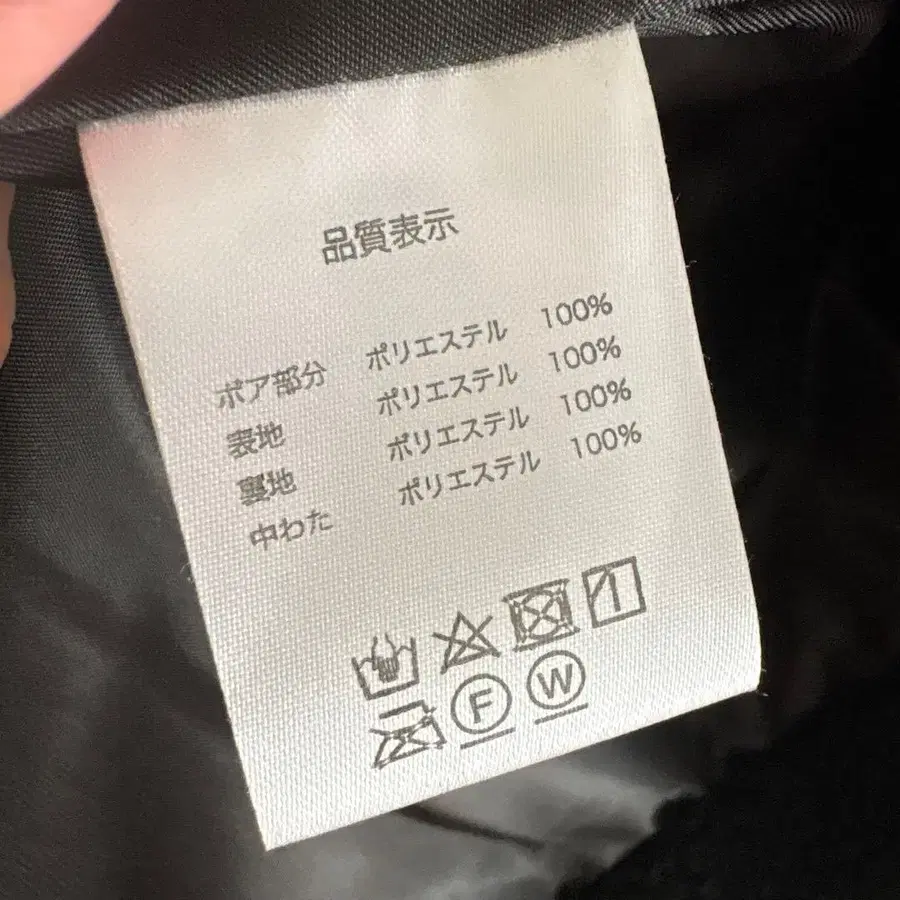 品質表示
ボア部分 ポリエステル 100%
表地 ポリエステル 100%
裏地 ポリエステル 100%
中わた ポリエステル 100%
F W